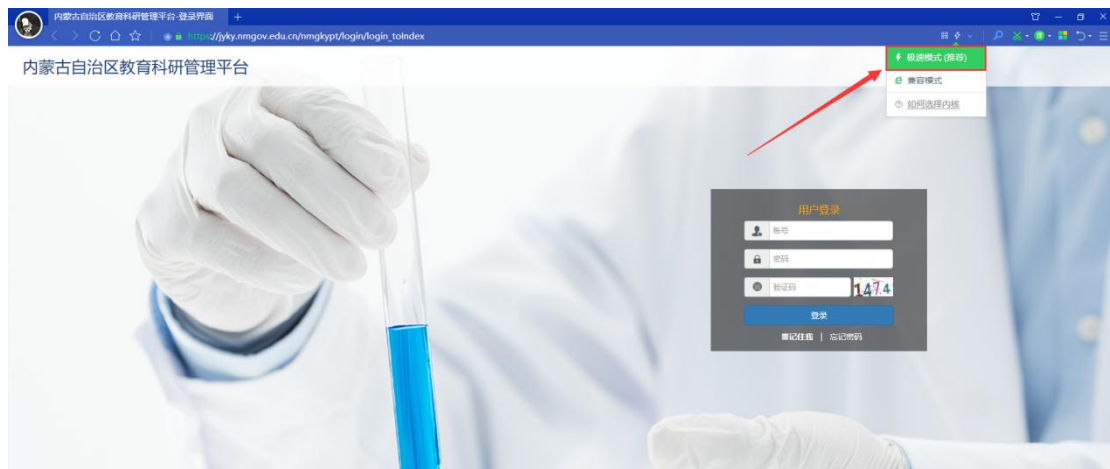 内蒙古自治区教育科研管理平台-登录界面
https://jyky.nmgov.edu.cn/nmgkypt/login/login_toIndex
极速模式 (推荐)
兼容模式
如何选择内核
内蒙古自治区教育科研管理平台
用户登录
账号
密码
验证码
1474
登录
记住我 | 忘记密码